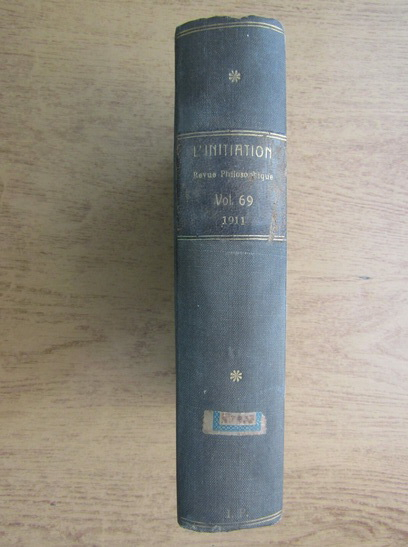 L'INITIATION
Revue Philosophique
Vol. 69
1911